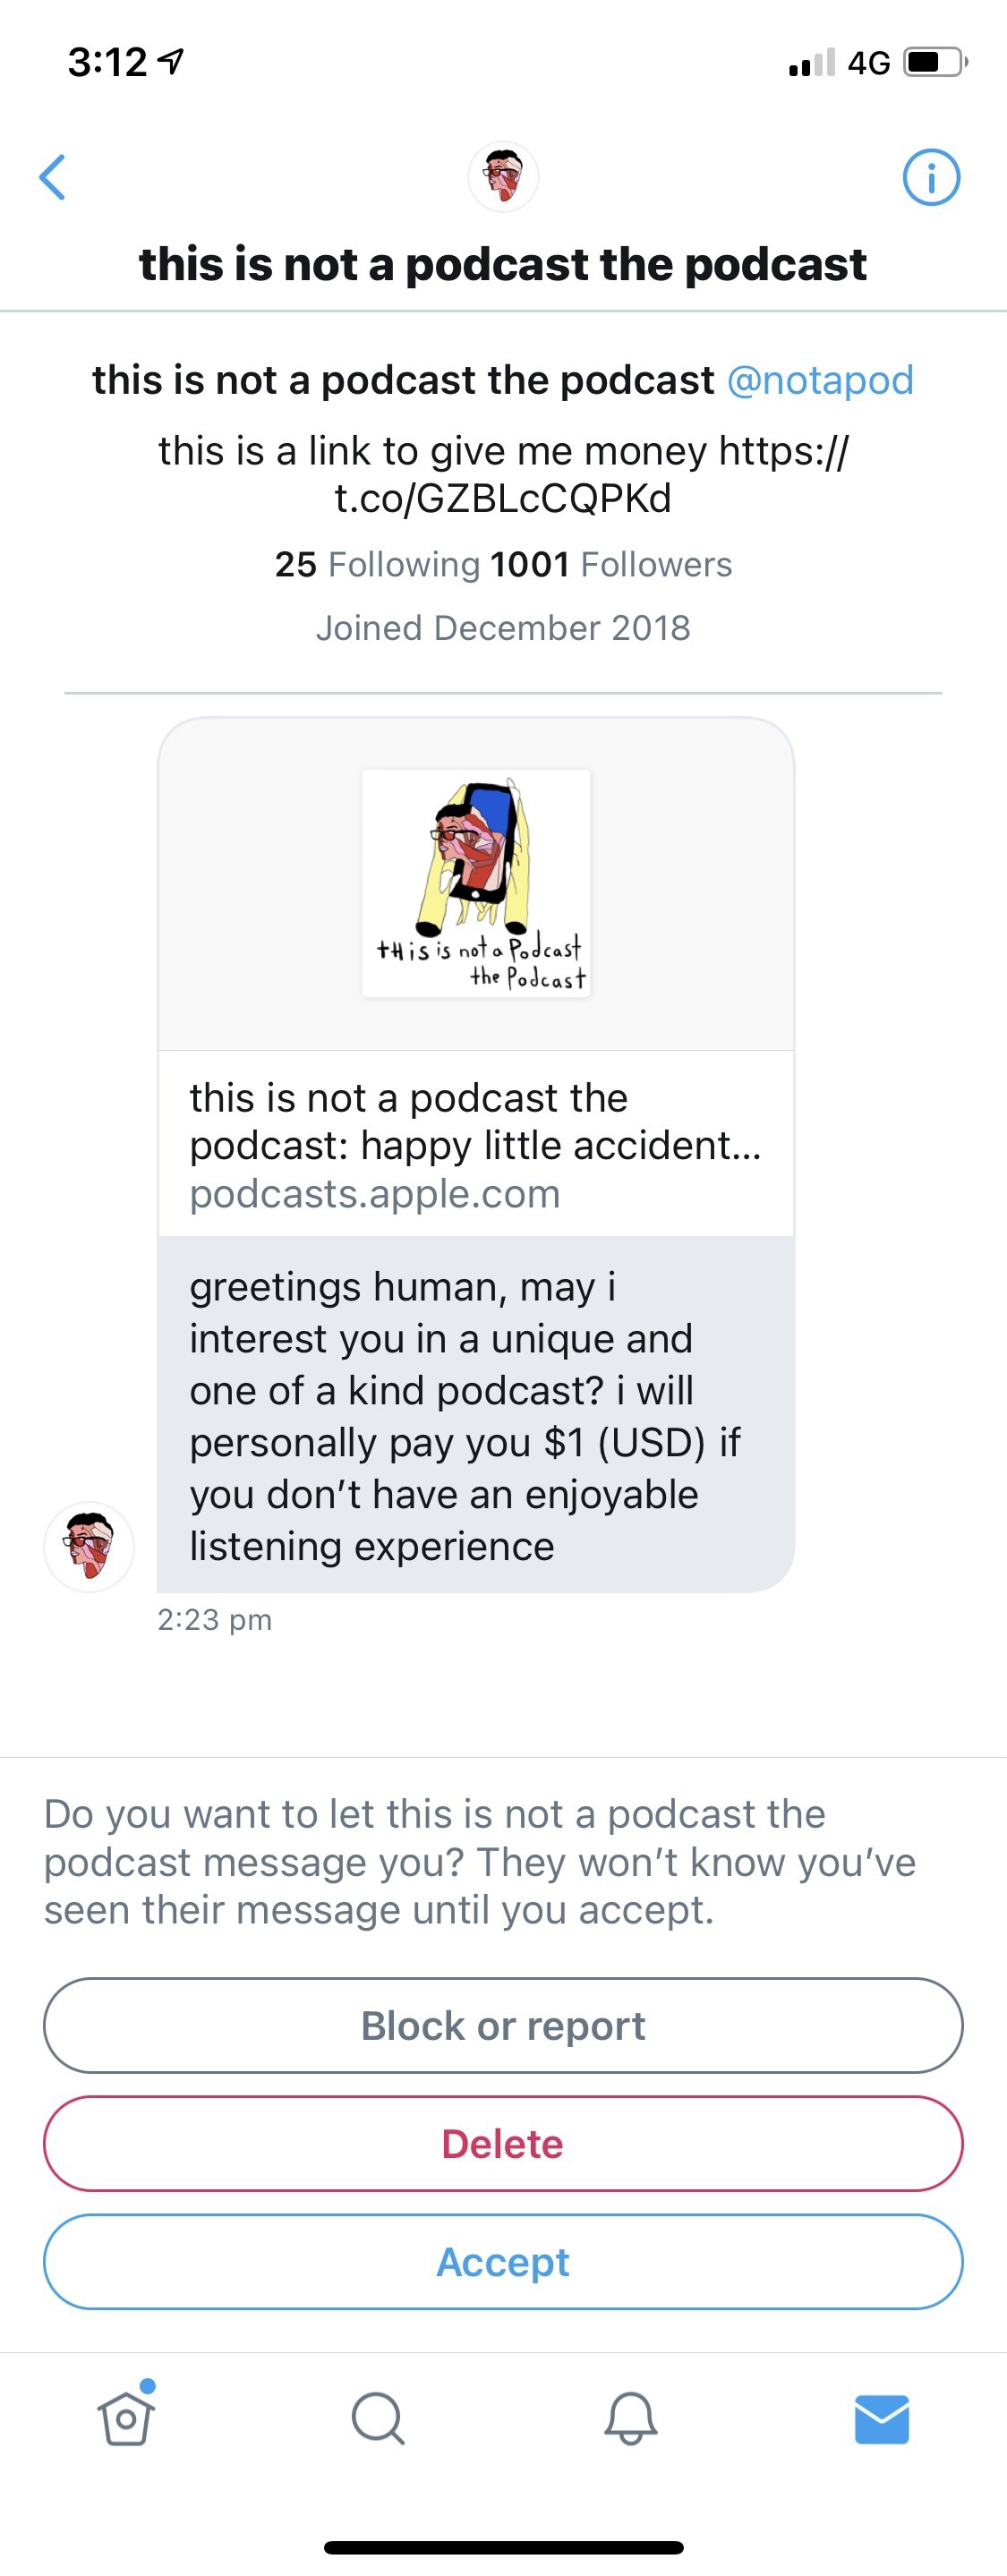 3:12
4G
this is not a podcast the podcast
this is not a podcast the podcast @notapod
this is a link to give me money https://
t.co/GZBLcCQPKd
25 Following 1001 Followers
Joined December 2018
tHis is not a Podcast
the Podcast
this is not a podcast the
podcast: happy little accident...
podcasts.apple.com
greetings human, may i
interest you in a unique and
one of a kind podcast? i will
personally pay you $1 (USD) if
you don’t have an enjoyable
listening experience
2:23 pm
Do you want to let this is not a podcast the
podcast message you? They won’t know you’ve
seen their message until you accept.
Block or report
Delete
Accept